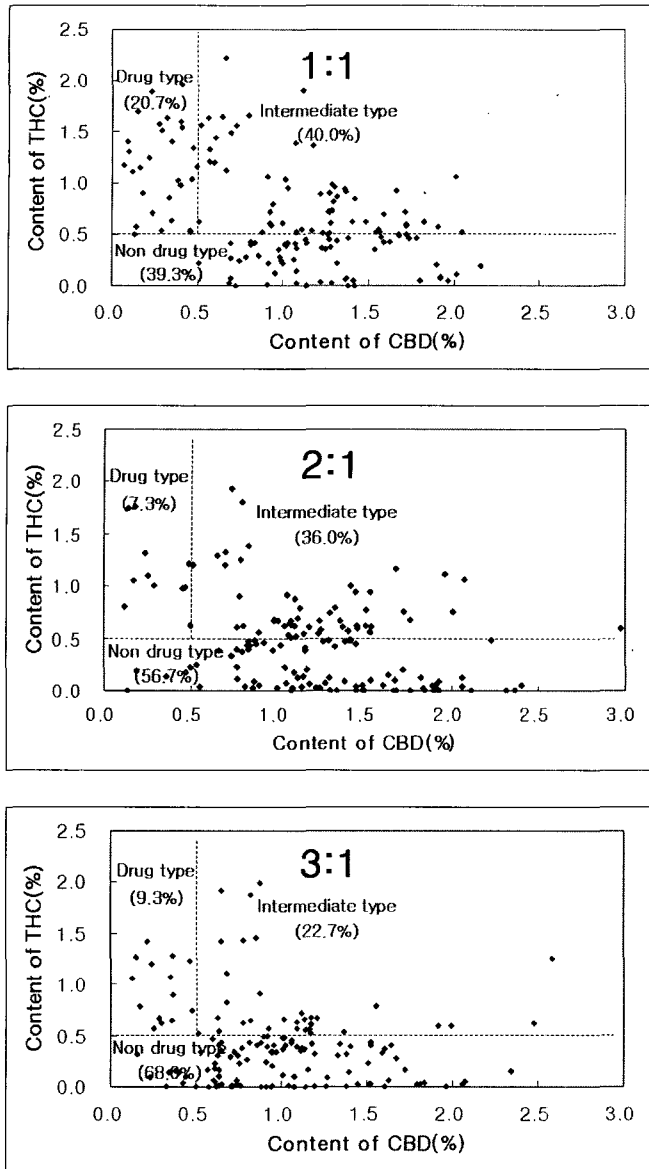 2.5
1:1
Drug type
(20.7%)
2.0
Intermediate type
(40.0%)
1.5
1.0
0.5
Non drug type
(39.3%)
0.0
Content of THC(%)
0.0 0.5 1.0 1.5 2.0 2.5 3.0
Content of CBD(%)
2.5
2:1
Drug type
(7.3%)
2.0
Intermediate type
(36.0%)
1.5
1.0
0.5
Non drug type
(56.7%)
0.0
Content of THC(%)
0.0 0.5 1.0 1.5 2.0 2.5 3.0
Content of CBD(%)
2.5
3:1
Drug type
(9.3%)
2.0
Intermediate type
(22.7%)
1.5
1.0
0.5
Non drug type
0.0
Content of THC(%)
0.0 0.5 1.0 1.5 2.0 2.5 3.0
Content of CBD(%)